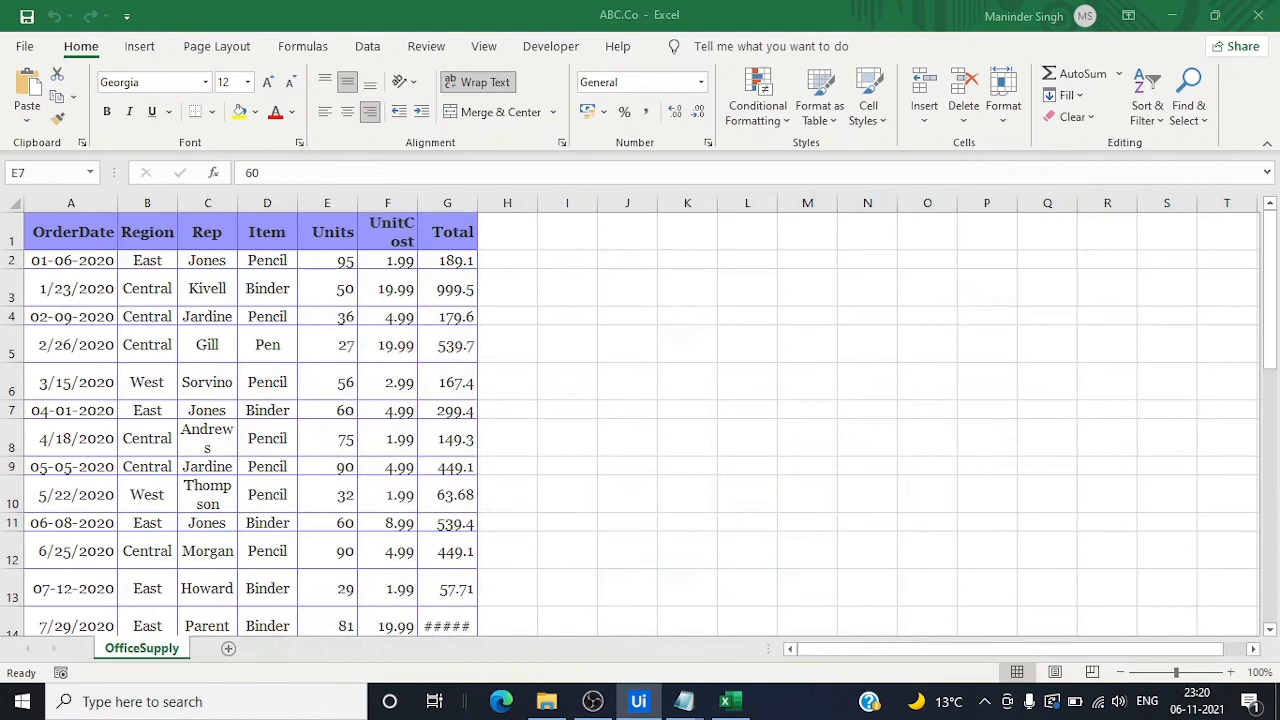 ABC.Co - Excel
Maninder Singh MS
File Home Insert Page Layout Formulas Data Review View Developer Help Tell me what you want to do Share
Paste
Georgia 12
B I U
Wrap Text
Merge & Center
General
Conditional Formatting
Format as Table
Cell Styles
Insert Delete Format
AutoSum
Fill
Clear
Sort & Filter
Find & Select
Clipboard Font Alignment Number Styles Cells Editing
E7 fx 60
A B C D E F G H I J K L M N O P Q R S T
1 OrderDate Region Rep Item Units UnitC
ost Total
2 01-06-2020 East Jones Pencil 95 1.99 189.1
3 1/23/2020 Central Kivell Binder 50 19.99 999.5
4 02-09-2020 Central Jardine Pencil 36 4.99 179.6
5 2/26/2020 Central Gill Pen 27 19.99 539.7
6 3/15/2020 West Sorvino Pencil 56 2.99 167.4
7 04-01-2020 East Jones Binder 60 4.99 299.4
8 4/18/2020 Central Andrew
s Pencil 75 1.99 149.3
9 05-05-2020 Central Jardine Pencil 90 4.99 449.1
10 5/22/2020 West Thomp
son Pencil 32 1.99 63.68
11 06-08-2020 East Jones Binder 60 8.99 539.4
12 6/25/2020 Central Morgan Pencil 90 4.99 449.1
13 07-12-2020 East Howard Binder 29 1.99 57.71
14 7/29/2020 East Parent Binder 81 19.99 #####
OfficeSupply
Ready 100%
Type here to search
Ui
13°C ENG 23:20
06-11-2021